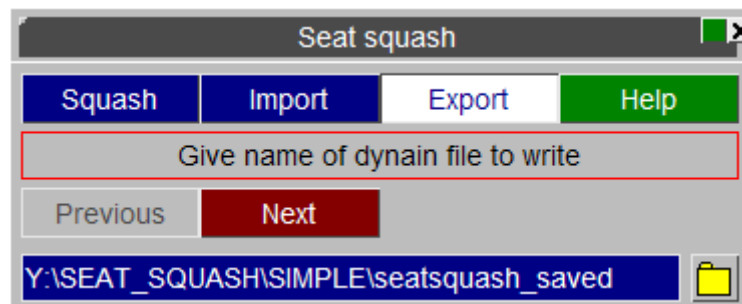 Seat squash
Squash Import Export Help
Give name of dynain file to write
Previous Next
Y:\SEAT_SQUASH\SIMPLE\seatsquash_saved